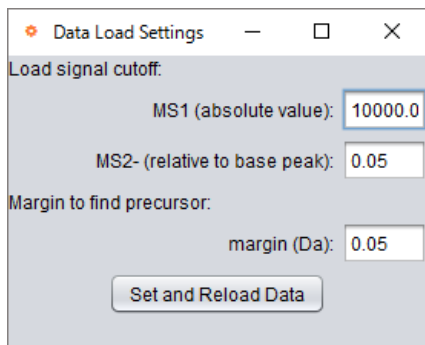 Data Load Settings
Load signal cutoff:
MS1 (absolute value): 10000.0
MS2- (relative to base peak): 0.05
Margin to find precursor:
margin (Da): 0.05
Set and Reload Data